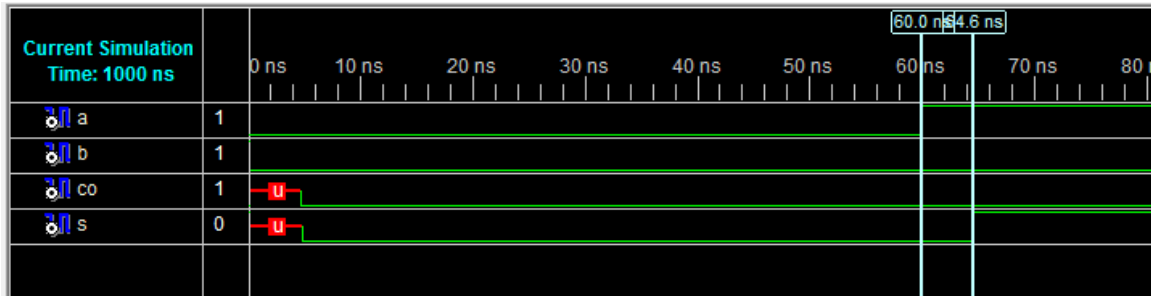 60.0 ns 64.6 ns
Current Simulation
Time: 1000 ns
0 ns 10 ns 20 ns 30 ns 40 ns 50 ns 60 ns 70 ns 80
a 1
b 1
co 1 U
s 0 U